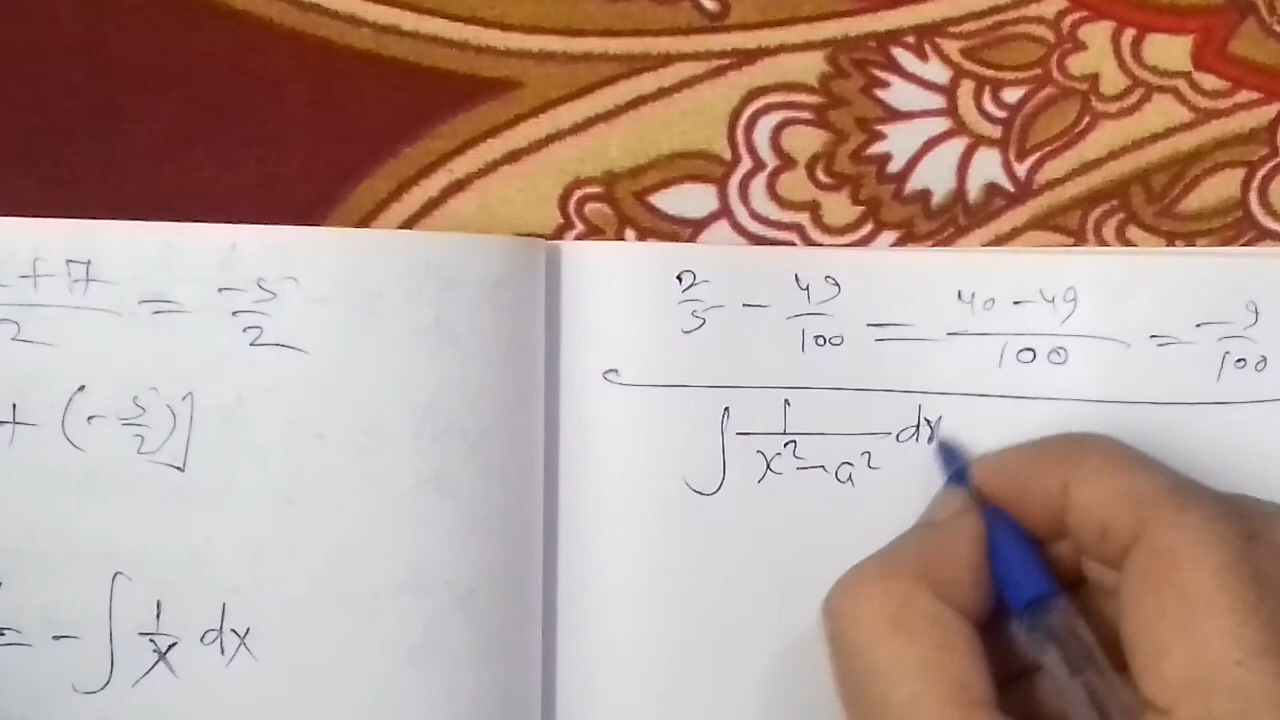 +7/2 = -5/2
+ (-5/2)]
= -∫ 1/x dx
2/5 - 49/100 = 40-49/100 = -9/100
∫ 1/x²-a² dx